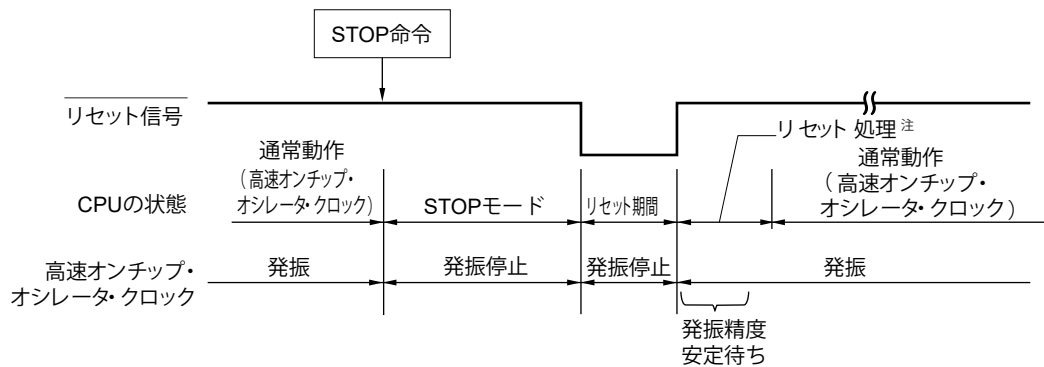 STOP命令
リセット信号
リセット 処理 注
通常動作
(高速オンチップ・
オシレータ・クロック)
通常動作
(高速オンチップ・
オシレータ・クロック)
CPUの状態
STOPモード
リセット期間
高速オンチップ・
オシレータ・クロック
発振
発振停止
発振停止
発振
発振精度
安定待ち